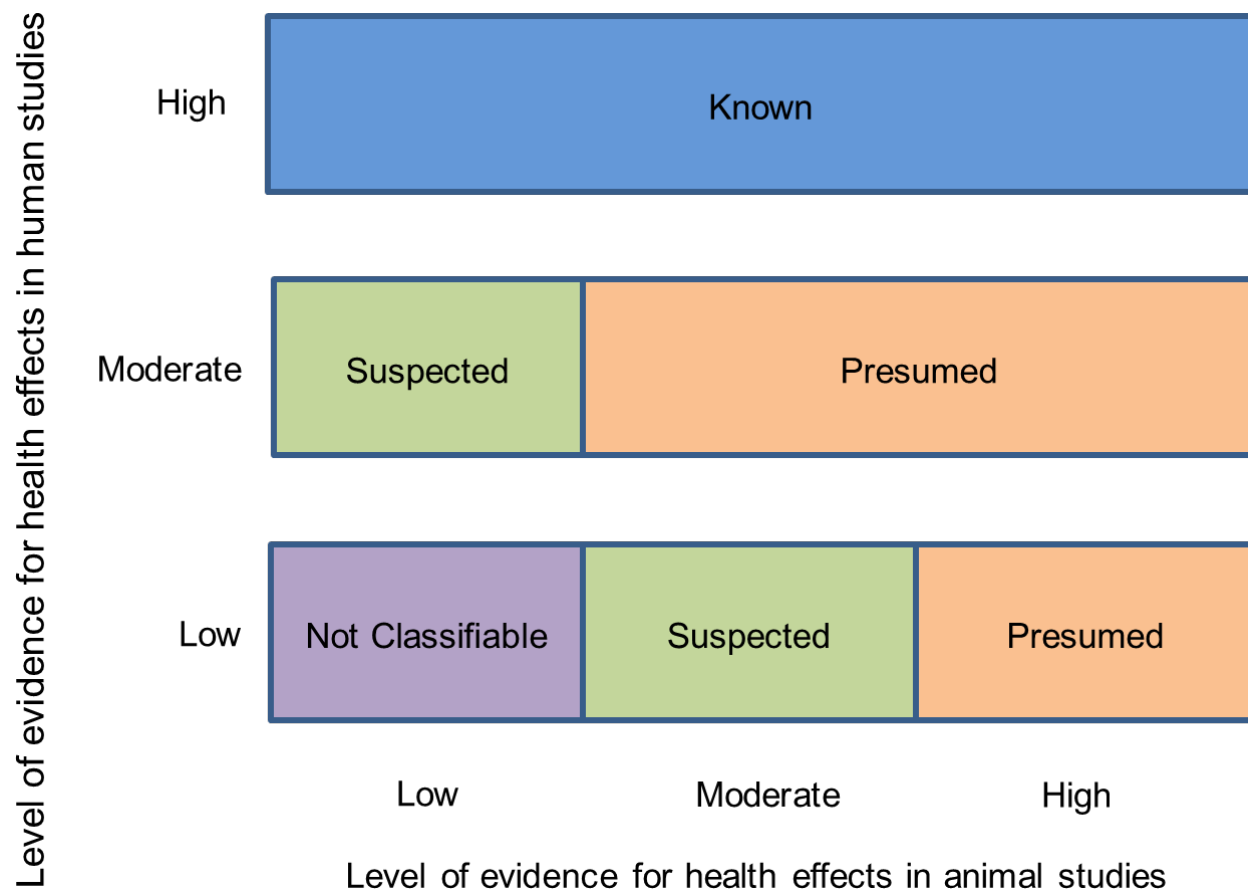 Level of evidence for health effects in human studies
High
Known
Moderate
Suspected
Presumed
Low
Not Classifiable
Suspected
Presumed
Low
Moderate
High
Level of evidence for health effects in animal studies